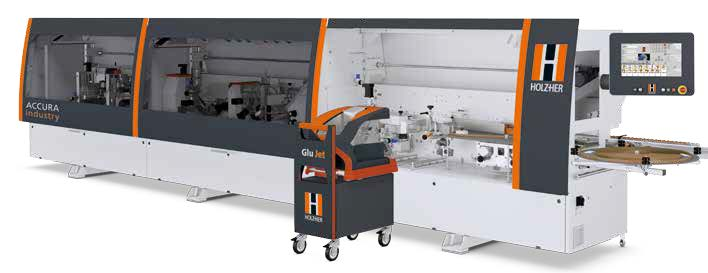 ACCURA
industry
HOLZHER
Glu Jet
HOLZHER